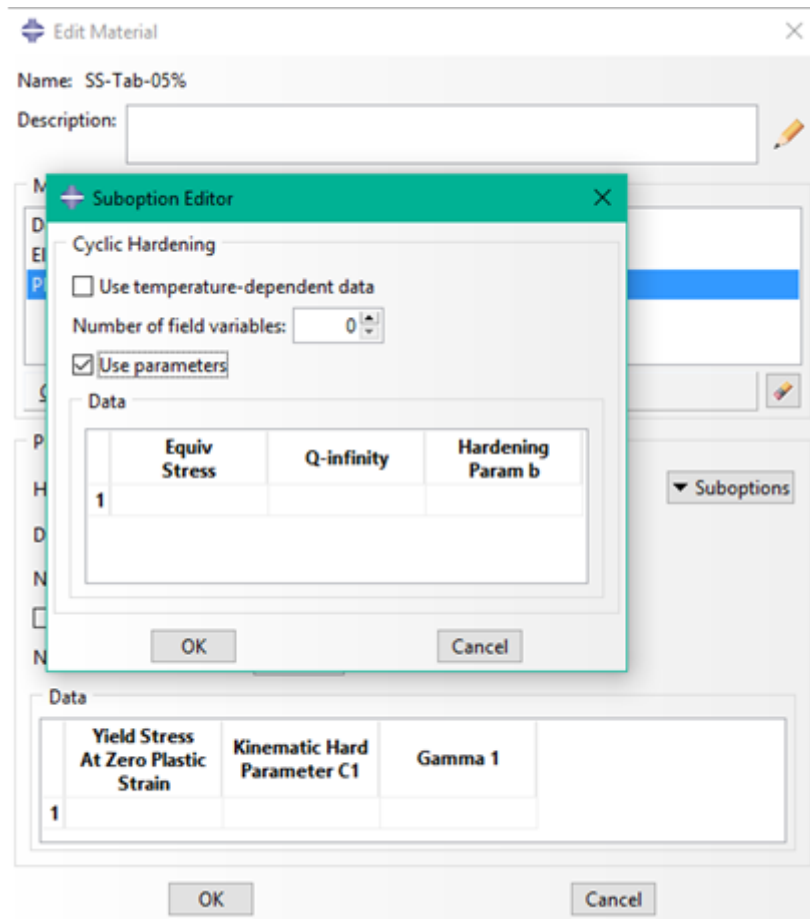 Edit Material
Name: SS-Tab-05%
Description:
Suboption Editor
Cyclic Hardening
Use temperature-dependent data
Number of field variables: 0
Use parameters
Data
Equiv Stress
Q-infinity
Hardening Param b
1
OK
Cancel
Suboptions
Data
Yield Stress At Zero Plastic Strain
Kinematic Hard Parameter C1
Gamma 1
1
OK
Cancel